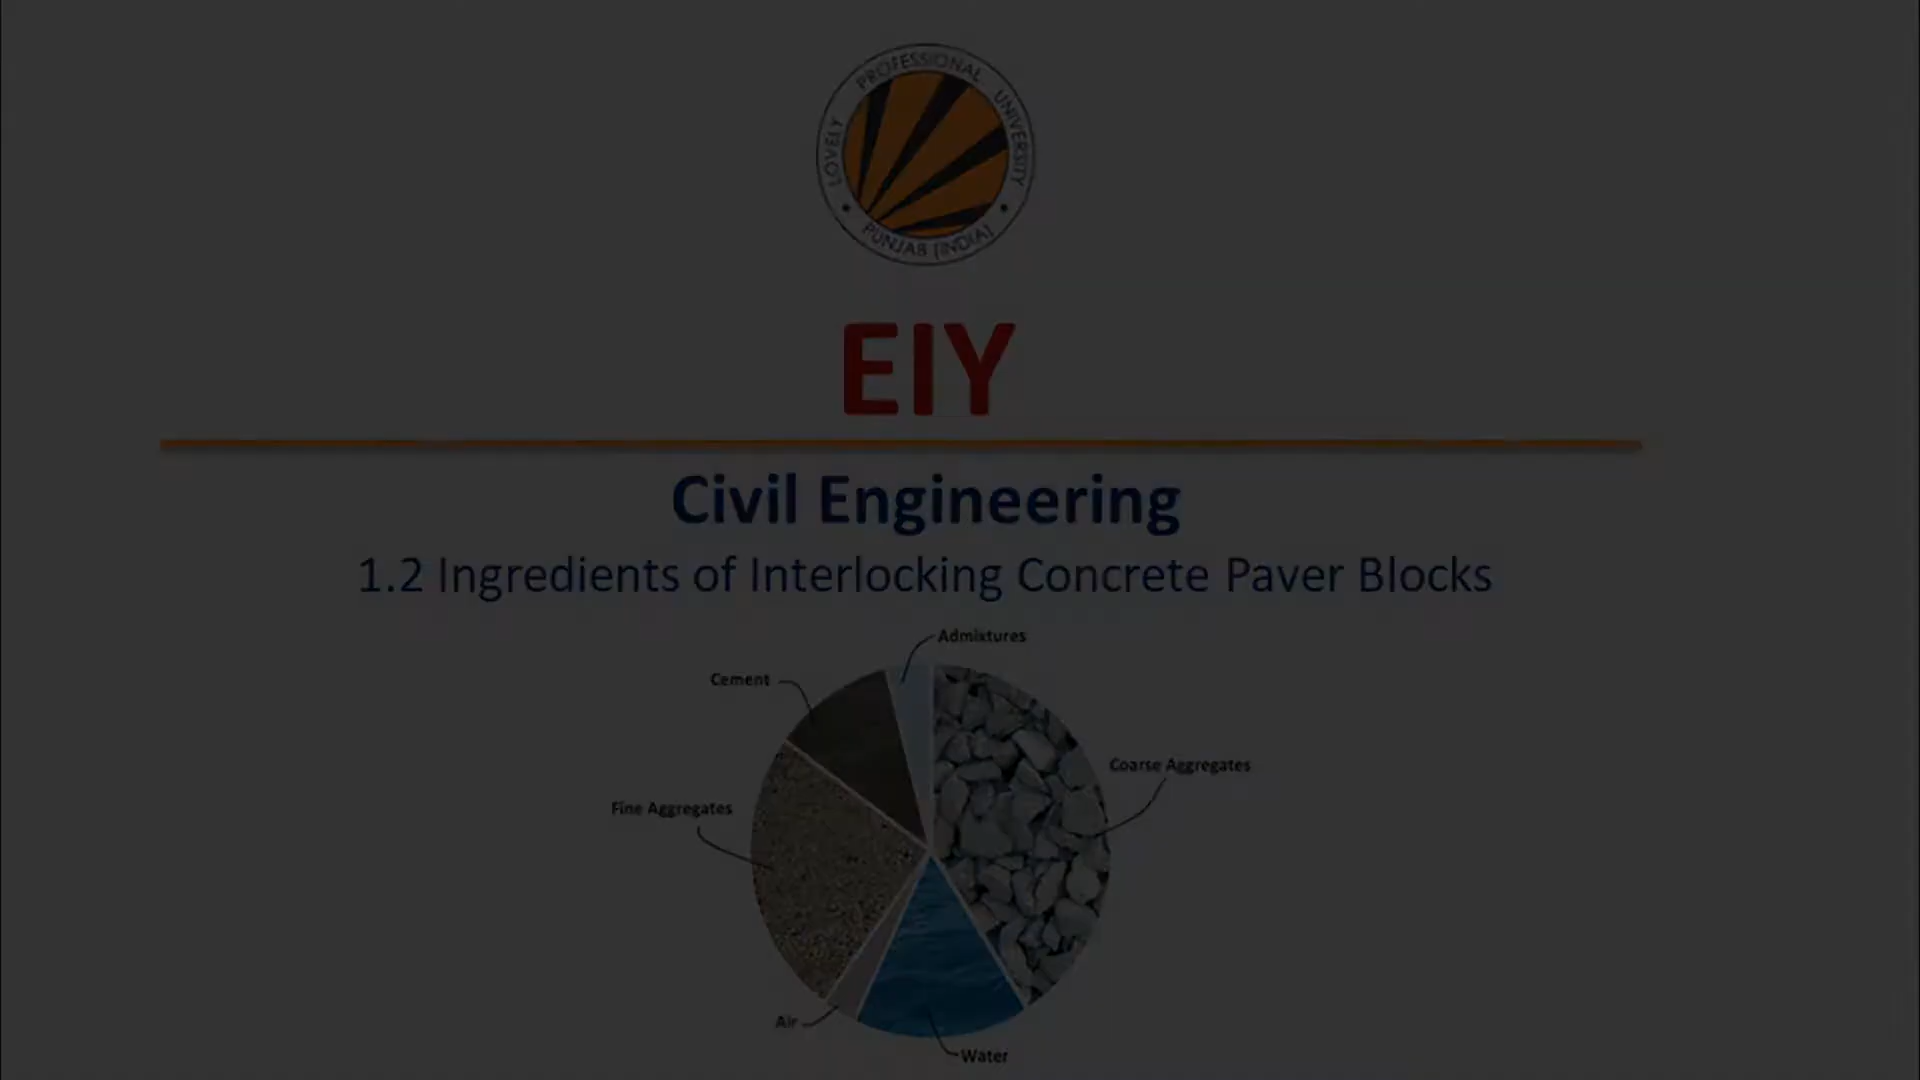 LOVELY PROFESSIONAL UNIVERSITY
PUNJAB [INDIA]
EIY
Civil Engineering
1.2 Ingredients of Interlocking Concrete Paver Blocks
Admixtures
Cement
Coarse Aggregates
Fine Aggregates
Air
Water